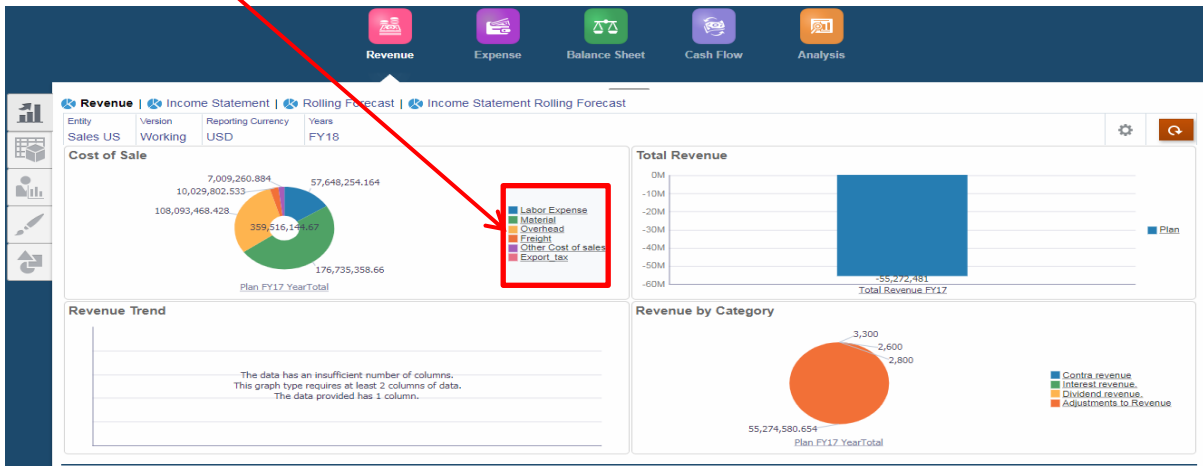 Revenue
Expense
Balance Sheet
Cash Flow
Analysis
Revenue | Income Statement | Rolling Forecast | Income Statement Rolling Forecast
Entity Version Reporting Currency Years
Sales US Working USD FY18
Cost of Sale
7,009,260.884
10,029,802.533
57,648,254.164
108,093,468.428
359,516,144.67
176,735,358.66
Plan FY17 YearTotal
Labor Expense
Material
Overhead
Freight
Other Cost of sales
Export_tax
Total Revenue
0M
-10M
-20M
-30M
-40M
-50M
-60M
-55,272,481
Total Revenue FY17
Plan
Revenue Trend
The data has an insufficient number of columns.
This graph type requires at least 2 columns of data.
The data provided has 1 column.
Revenue by Category
3,300
2,600
2,800
55,274,580.654
Plan FY17 YearTotal
Contra revenue
Interest revenue.
Dividend revenue.
Adjustments to Revenue